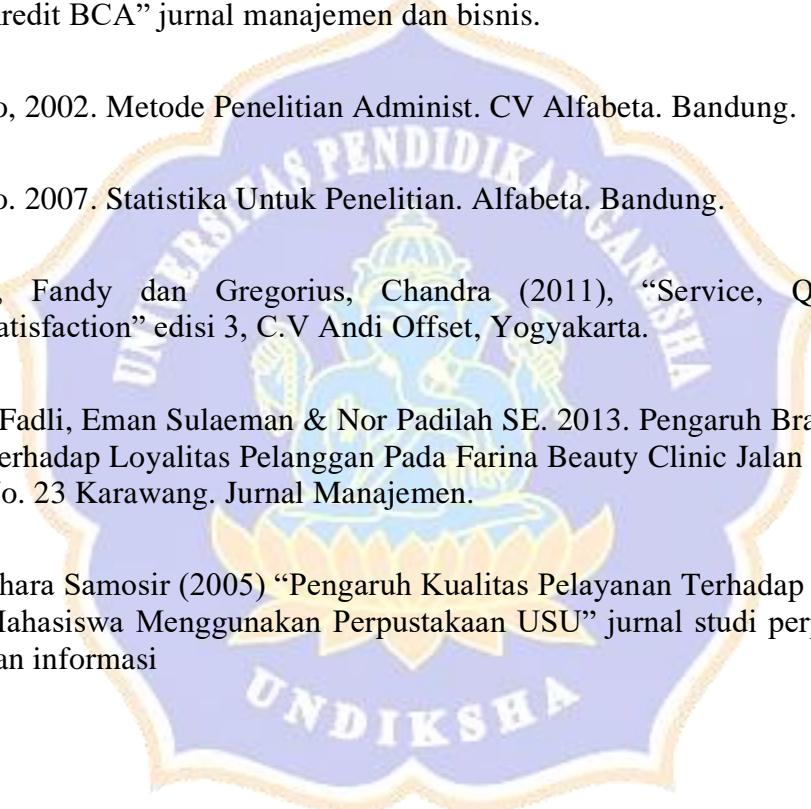 redit BCA” jurnal manajemen dan bisnis.
o, 2002. Metode Penelitian Administ. CV Alfabeta. Bandung.
o. 2007. Statistika Untuk Penelitian. Alfabeta. Bandung.
, Fandy dan Gregorius, Chandra (2011), “Service, Q
atisfaction” edisi 3, C.V Andi Offset, Yogyakarta.
Fadli, Eman Sulaeman & Nor Padilah SE. 2013. Pengaruh Bra
erhadap Loyalitas Pelanggan Pada Farina Beauty Clinic Jalan
o. 23 Karawang. Jurnal Manajemen.
hara Samosir (2005) “Pengaruh Kualitas Pelayanan Terhadap
Mahasiswa Menggunakan Perpustakaan USU” jurnal studi perp
an informasi
UNIVERSITAS PENDIDIKAN GANESHA
UNDIKSHA